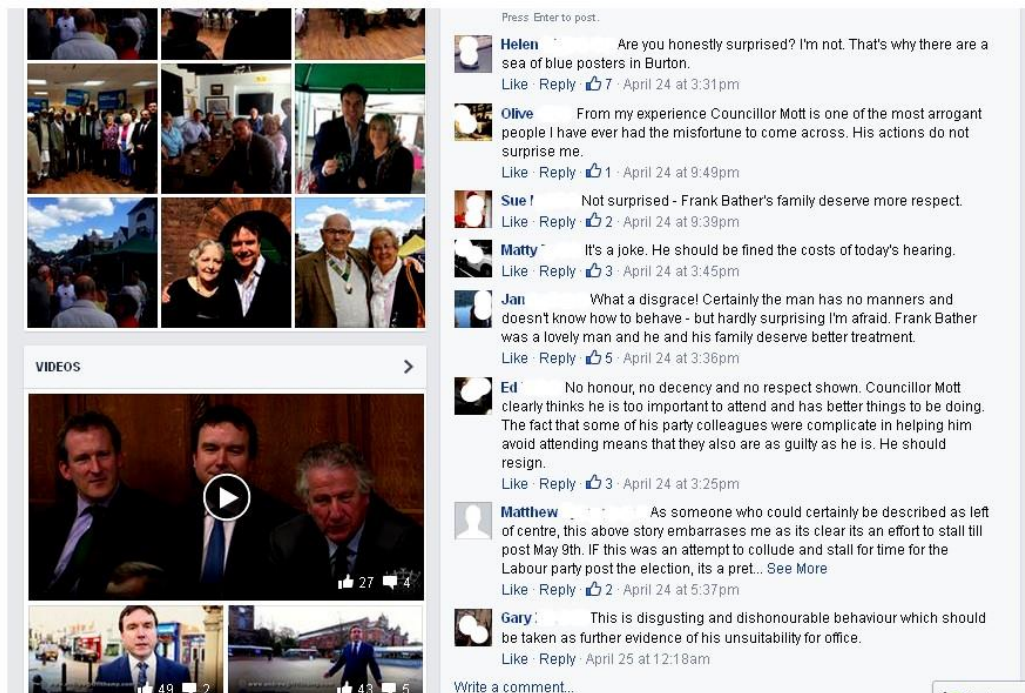 Press Enter to post.
Helen Are you honestly surprised? I'm not. That's why there are a
sea of blue posters in Burton.
Like · Reply · 7 · April 24 at 3:31pm
Olive From my experience Councillor Mott is one of the most arrogant
people I have ever had the misfortune to come across. His actions do not
surprise me.
Like · Reply · 1 · April 24 at 9:49pm
Sue Not surprised - Frank Bather's family deserve more respect.
Like · Reply · 2 · April 24 at 9:39pm
Matty It's a joke. He should be fined the costs of today's hearing.
Like · Reply · 3 · April 24 at 3:45pm
Jan What a disgrace! Certainly the man has no manners and
doesn't know how to behave - but hardly surprising I'm afraid. Frank Bather
was a lovely man and he and his family deserve better treatment.
Like · Reply · 5 · April 24 at 3:36pm
Ed No honour, no decency and no respect shown. Councillor Mott
clearly thinks he is too important to attend and has better things to be doing.
The fact that some of his party colleagues were complicate in helping him
avoid attending means that they also are as guilty as he is. He should
resign.
Like · Reply · 3 · April 24 at 3:25pm
Matthew As someone who could certainly be described as left
of centre, this above story embarrases me as its clear its an effort to stall till
post May 9th. IF this was an attempt to collude and stall for time for the
Labour party post the election, its a pret... See More
Like · Reply · 2 · April 24 at 5:37pm
Gary This is disgusting and dishonourable behaviour which should
be taken as further evidence of his unsuitability for office.
Like · Reply · April 25 at 12:18am
Write a comment...
VIDEOS
27 4
49 2
43 5